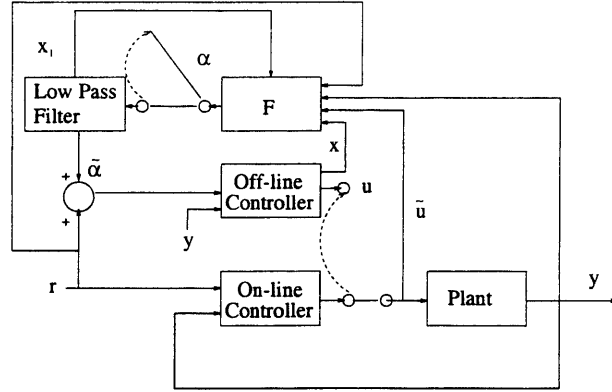 x₁
α
Low Pass
Filter
F
x
+
α̃
+
Off-line
Controller
u
ũ
y
r
On-line
Controller
Plant
y